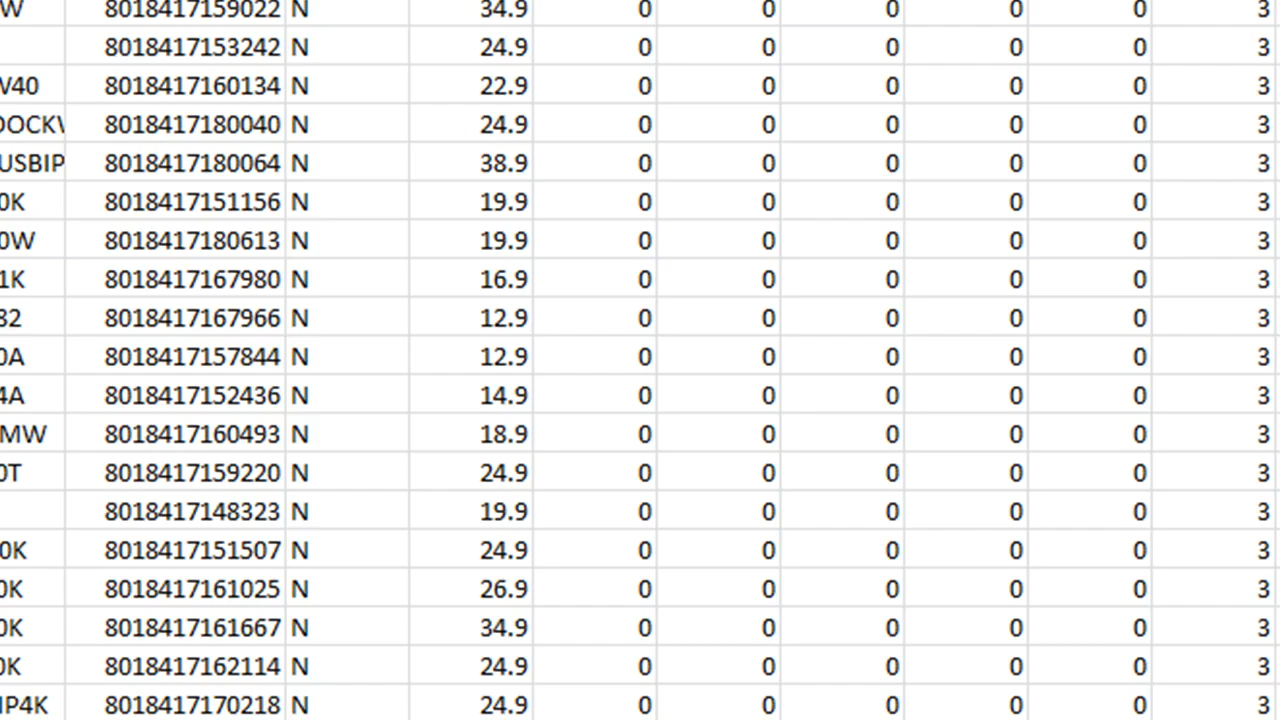 W 8018417159022 N 34.9 0 0 0 0 0 3
8018417153242 N 24.9 0 0 0 0 0 3
W40 8018417160134 N 22.9 0 0 0 0 0 3
DOCKW 8018417180040 N 24.9 0 0 0 0 0 3
USBIP 8018417180064 N 38.9 0 0 0 0 0 3
0K 8018417151156 N 19.9 0 0 0 0 0 3
0W 8018417180613 N 19.9 0 0 0 0 0 3
1K 8018417167980 N 16.9 0 0 0 0 0 3
82 8018417167966 N 12.9 0 0 0 0 0 3
0A 8018417157844 N 12.9 0 0 0 0 0 3
4A 8018417152436 N 14.9 0 0 0 0 0 3
MW 8018417160493 N 18.9 0 0 0 0 0 3
0T 8018417159220 N 24.9 0 0 0 0 0 3
8018417148323 N 19.9 0 0 0 0 0 3
0K 8018417151507 N 24.9 0 0 0 0 0 3
0K 8018417161025 N 26.9 0 0 0 0 0 3
0K 8018417161667 N 34.9 0 0 0 0 0 3
0K 8018417162114 N 24.9 0 0 0 0 0 3
IP4K 8018417170218 N 24.9 0 0 0 0 0 3